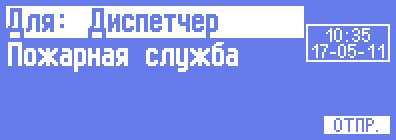 Для: Диспетчер
Пожарная служба
10:35
17-05-11
ОТПР.